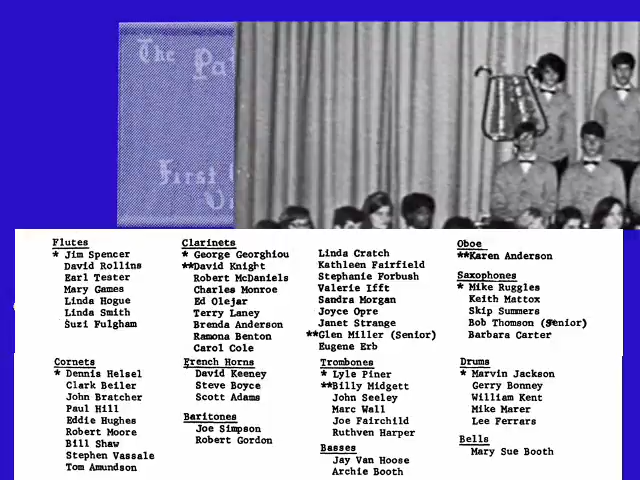 The Pat
First
Flutes
* Jim Spencer
David Rollins
Earl Tester
Mary Games
Linda Hogue
Linda Smith
Suzi Fulgham
Clarinets
* George Georghiou
**David Knight
Robert McDaniels
Charles Monroe
Ed Olejar
Terry Laney
Brenda Anderson
Ramona Benton
Carol Cole
Linda Cratch
Kathleen Fairfield
Stephanie Forbush
Valerie Ifft
Sandra Morgan
Joyce Opre
Janet Strange
**Glen Miller (Senior)
Eugene Erb
Oboe
**Karen Anderson
Saxophones
* Mike Ruggles
Keith Mattox
Skip Summers
Bob Thomson (Senior)
Barbara Carter
Cornets
* Dennis Helsel
Clark Beiler
John Bratcher
Paul Hill
Eddie Hughes
Robert Moore
Bill Shaw
Stephen Vassale
Tom Amundson
French Horns
David Keeney
Steve Boyce
Scott Adams
Baritones
Joe Simpson
Robert Gordon
Trombones
* Lyle Piner
**Billy Midgett
John Seeley
Marc Wall
Joe Fairchild
Ruthven Harper
Basses
Jay Van Hoose
Archie Booth
Drums
* Marvin Jackson
Gerry Bonney
William Kent
Mike Marer
Lee Ferrars
Bells
Mary Sue Booth